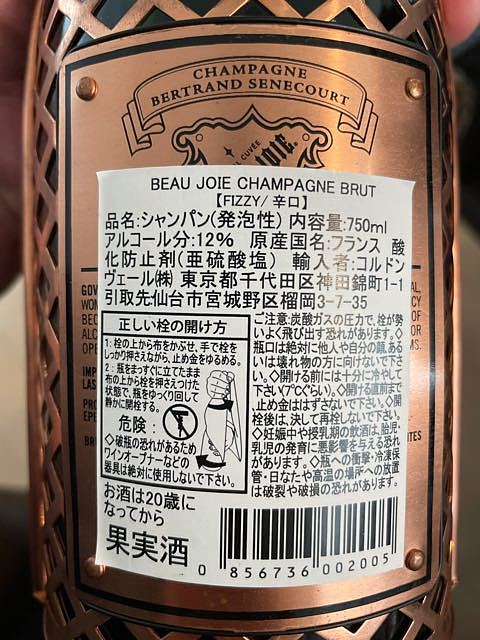 CHAMPAGNE
BERTRAND SENECOURT
CUVÉE
JOIE.
BEAU JOIE CHAMPAGNE BRUT
【FIZZY/ 辛口】
品名:シャンパン(発泡性) 内容量:750ml
アルコール分:12% 原産国名:フランス 酸
化防止剤(亜硫酸塩) 輸入者:コルドン
ヴェール㈱ 東京都千代田区神田錦町1-1
引取先仙台市宮城野区榴岡3-7-35
正しい栓の開け方
1:栓の上から布をかぶせ、手で栓を
しっかり押さえながら、止め金をゆるめる。
2:瓶をまっすぐに立てたまま
布の上から栓を押さえつけた
状態で、瓶をゆっくり回して
静かに開栓する。
危険:
◇破瓶の恐れがあるため
ワインオープナーなどの
器具は絶対に使用しないで下さい。
ご注意:炭酸ガスの圧力で、栓が勢
いよく飛び出す恐れがあります。◇
瓶口は絶対に他人や自分の顔、ある
いは壊れ物の方に向けないで下さ
い。◇開ける前には十分に冷やして
下さい(7℃ぐらい)。◇開ける直前まで
、止め金ははずさないで下さい。◇開
栓後は、決して再栓しないで下さい。
◇妊娠中や授乳期の飲酒は、胎児・
乳児の発育に悪影響を与える恐れ
があります。◇瓶への衝撃・冷凍保
管・日なたや高温の場所への放置
は破裂や破損の恐れがあります。
お酒は20歳に
なってから
果実酒
0 856736 002005